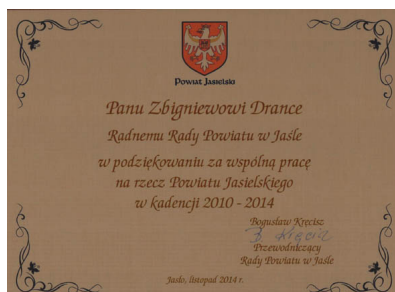 Powiat Jasielski
Panu Zbigniewowi Drance
Radnemu Rady Powiatu w Jaśle
w podziękowaniu za wspólną pracę
na rzecz Powiatu Jasielskiego
w kadencji 2010 - 2014
Bogusław Kręcisz
B. Kręcisz
Przewodniczący
Rady Powiatu w Jaśle
Jasło, listopad 2014 r.